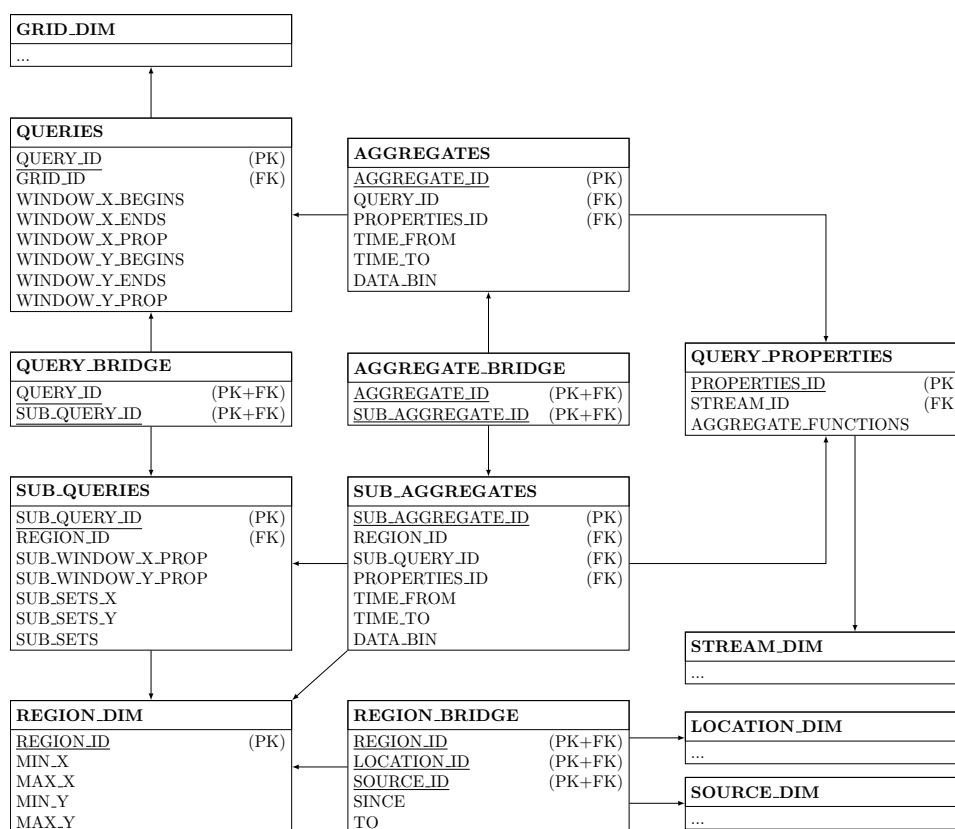 GRID_DIM
...
QUERIES
QUERY_ID (PK)
GRID_ID (FK)
WINDOW_X_BEGINS
WINDOW_X_ENDS
WINDOW_X_PROP
WINDOW_Y_BEGINS
WINDOW_Y_ENDS
WINDOW_Y_PROP
AGGREGATES
AGGREGATE_ID (PK)
QUERY_ID (FK)
PROPERTIES_ID (FK)
TIME_FROM
TIME_TO
DATA_BIN
QUERY_BRIDGE
QUERY_ID (PK+FK)
SUB_QUERY_ID (PK+FK)
AGGREGATE_BRIDGE
AGGREGATE_ID (PK+FK)
SUB_AGGREGATE_ID (PK+FK)
QUERY_PROPERTIES
PROPERTIES_ID (PK
STREAM_ID (FK
AGGREGATE_FUNCTIONS
SUB_QUERIES
SUB_QUERY_ID (PK)
REGION_ID (FK)
SUB_WINDOW_X_PROP
SUB_WINDOW_Y_PROP
SUB_SETS_X
SUB_SETS_Y
SUB_SETS
SUB_AGGREGATES
SUB_AGGREGATE_ID (PK)
REGION_ID (FK)
SUB_QUERY_ID (FK)
PROPERTIES_ID (FK)
TIME_FROM
TIME_TO
DATA_BIN
STREAM_DIM
...
REGION_DIM
REGION_ID (PK)
MIN_X
MAX_X
MIN_Y
MAX_Y
REGION_BRIDGE
REGION_ID (PK+FK)
LOCATION_ID (PK+FK)
SOURCE_ID (PK+FK)
SINCE
TO
LOCATION_DIM
...
SOURCE_DIM
...